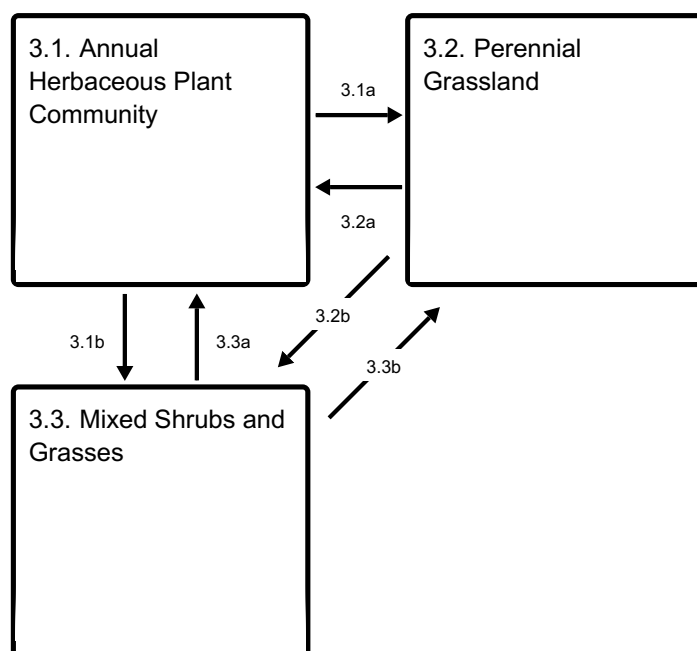 3.1. Annual
Herbaceous Plant
Community
3.2. Perennial
Grassland
3.1a
3.2a
3.2b
3.1b
3.3a
3.3b
3.3. Mixed Shrubs and
Grasses